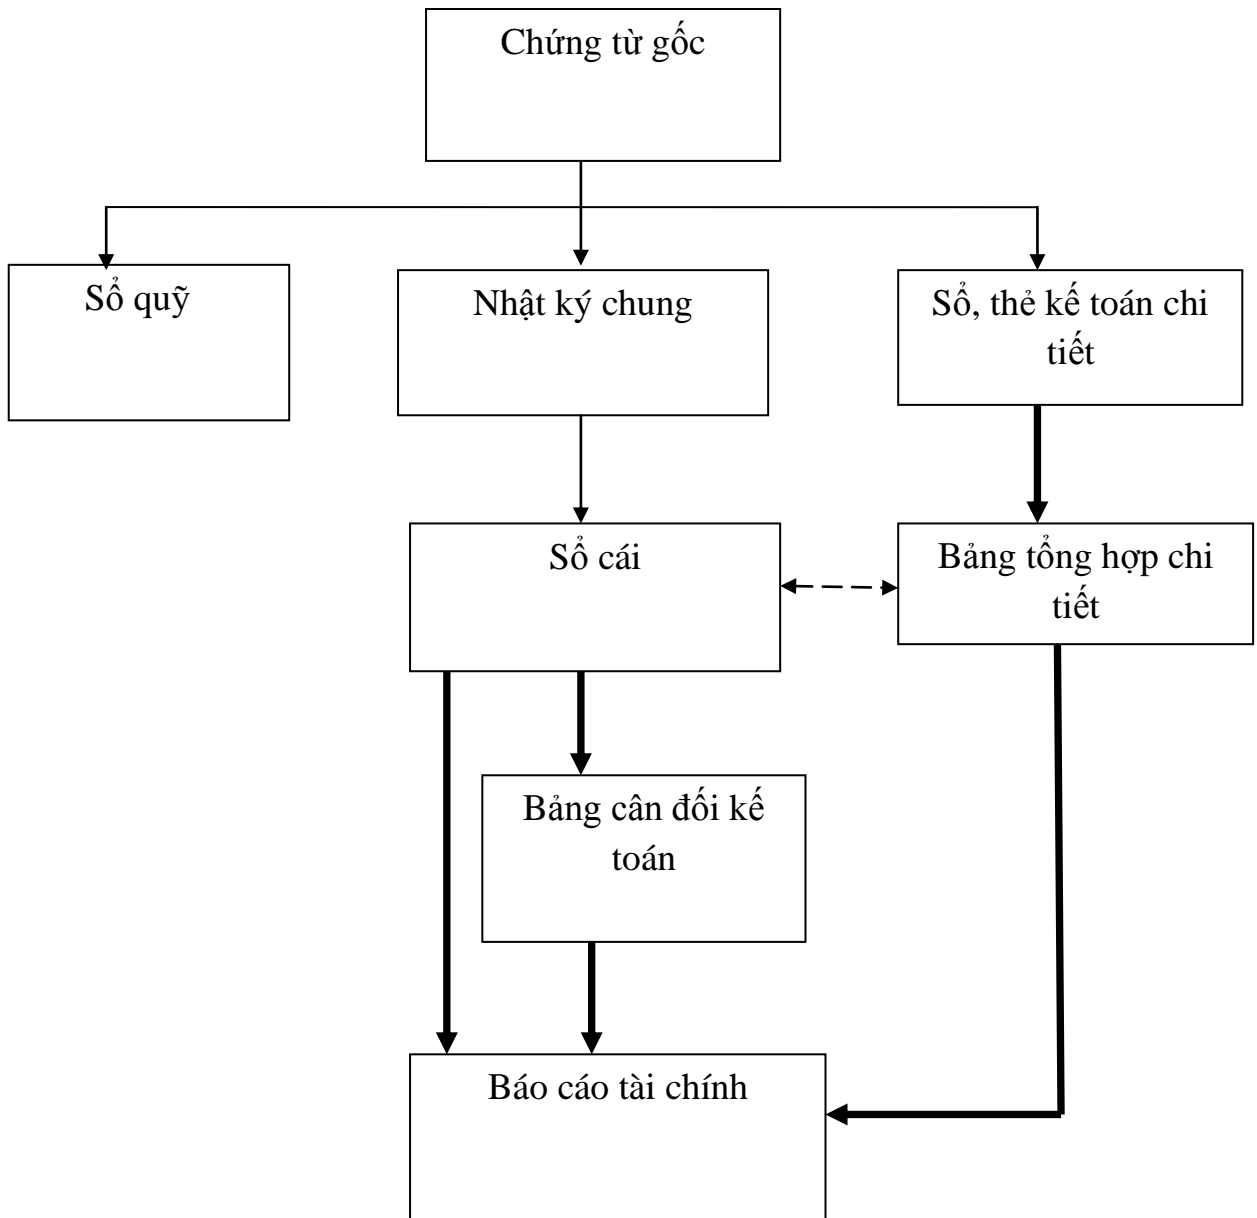 Chứng từ gốc
Sổ quỹ
Nhật ký chung
Sổ, thẻ kế toán chi
tiết
Sổ cái
Bảng tổng hợp chi
tiết
Bảng cân đối kế
toán
Báo cáo tài chính